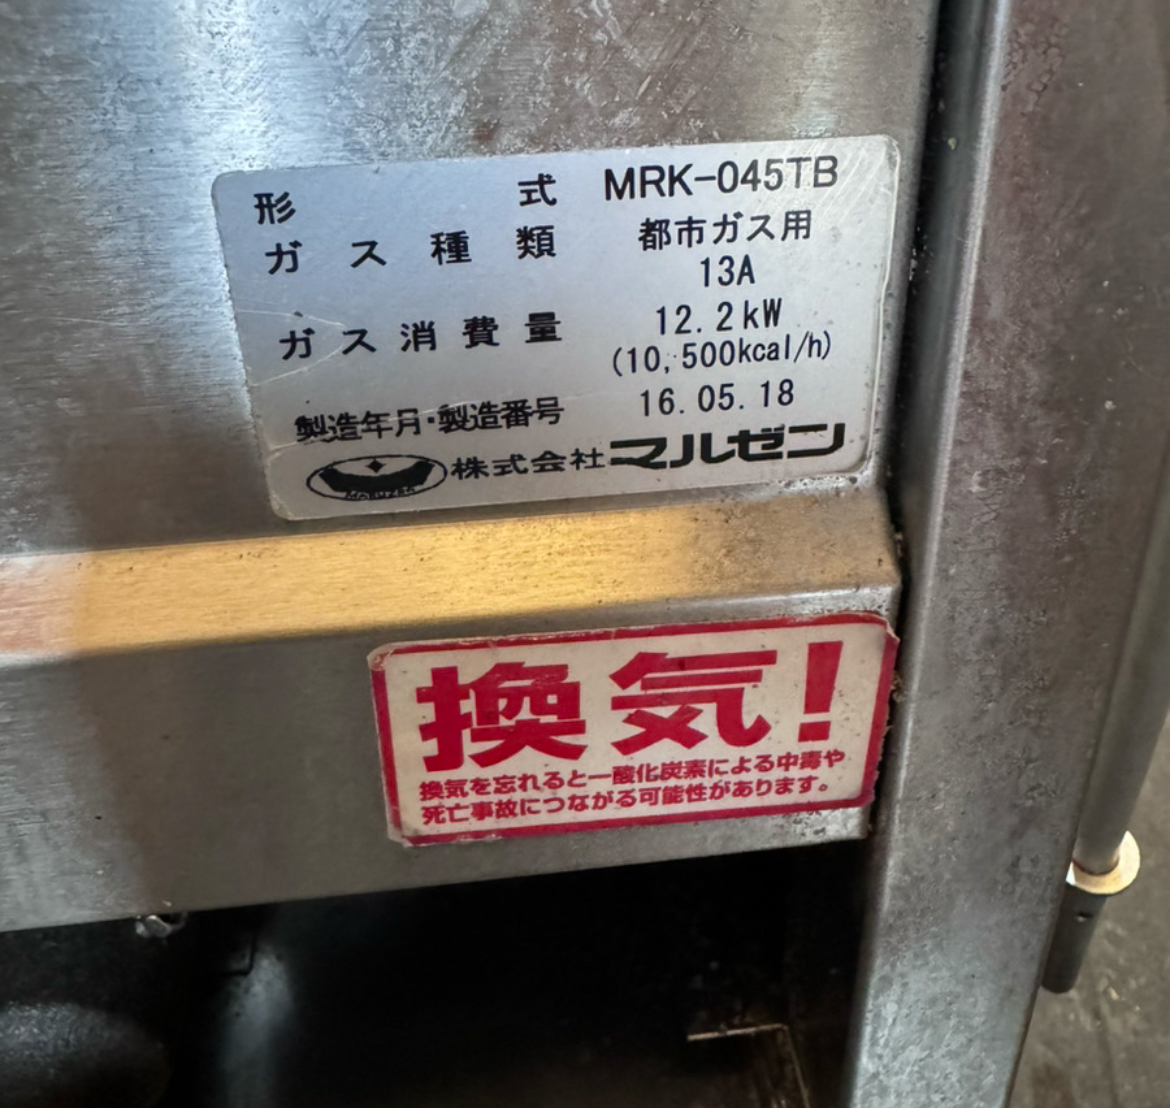 形式 MRK-045TB
ガス種類 都市ガス用
13A
ガス消費量 12.2kW
(10,500kcal/h)
製造年月・製造番号 16.05.18
MARUZEN 株式会社マルゼン
換気!
換気を忘れると一酸化炭素による中毒や
死亡事故につながる可能性があります。